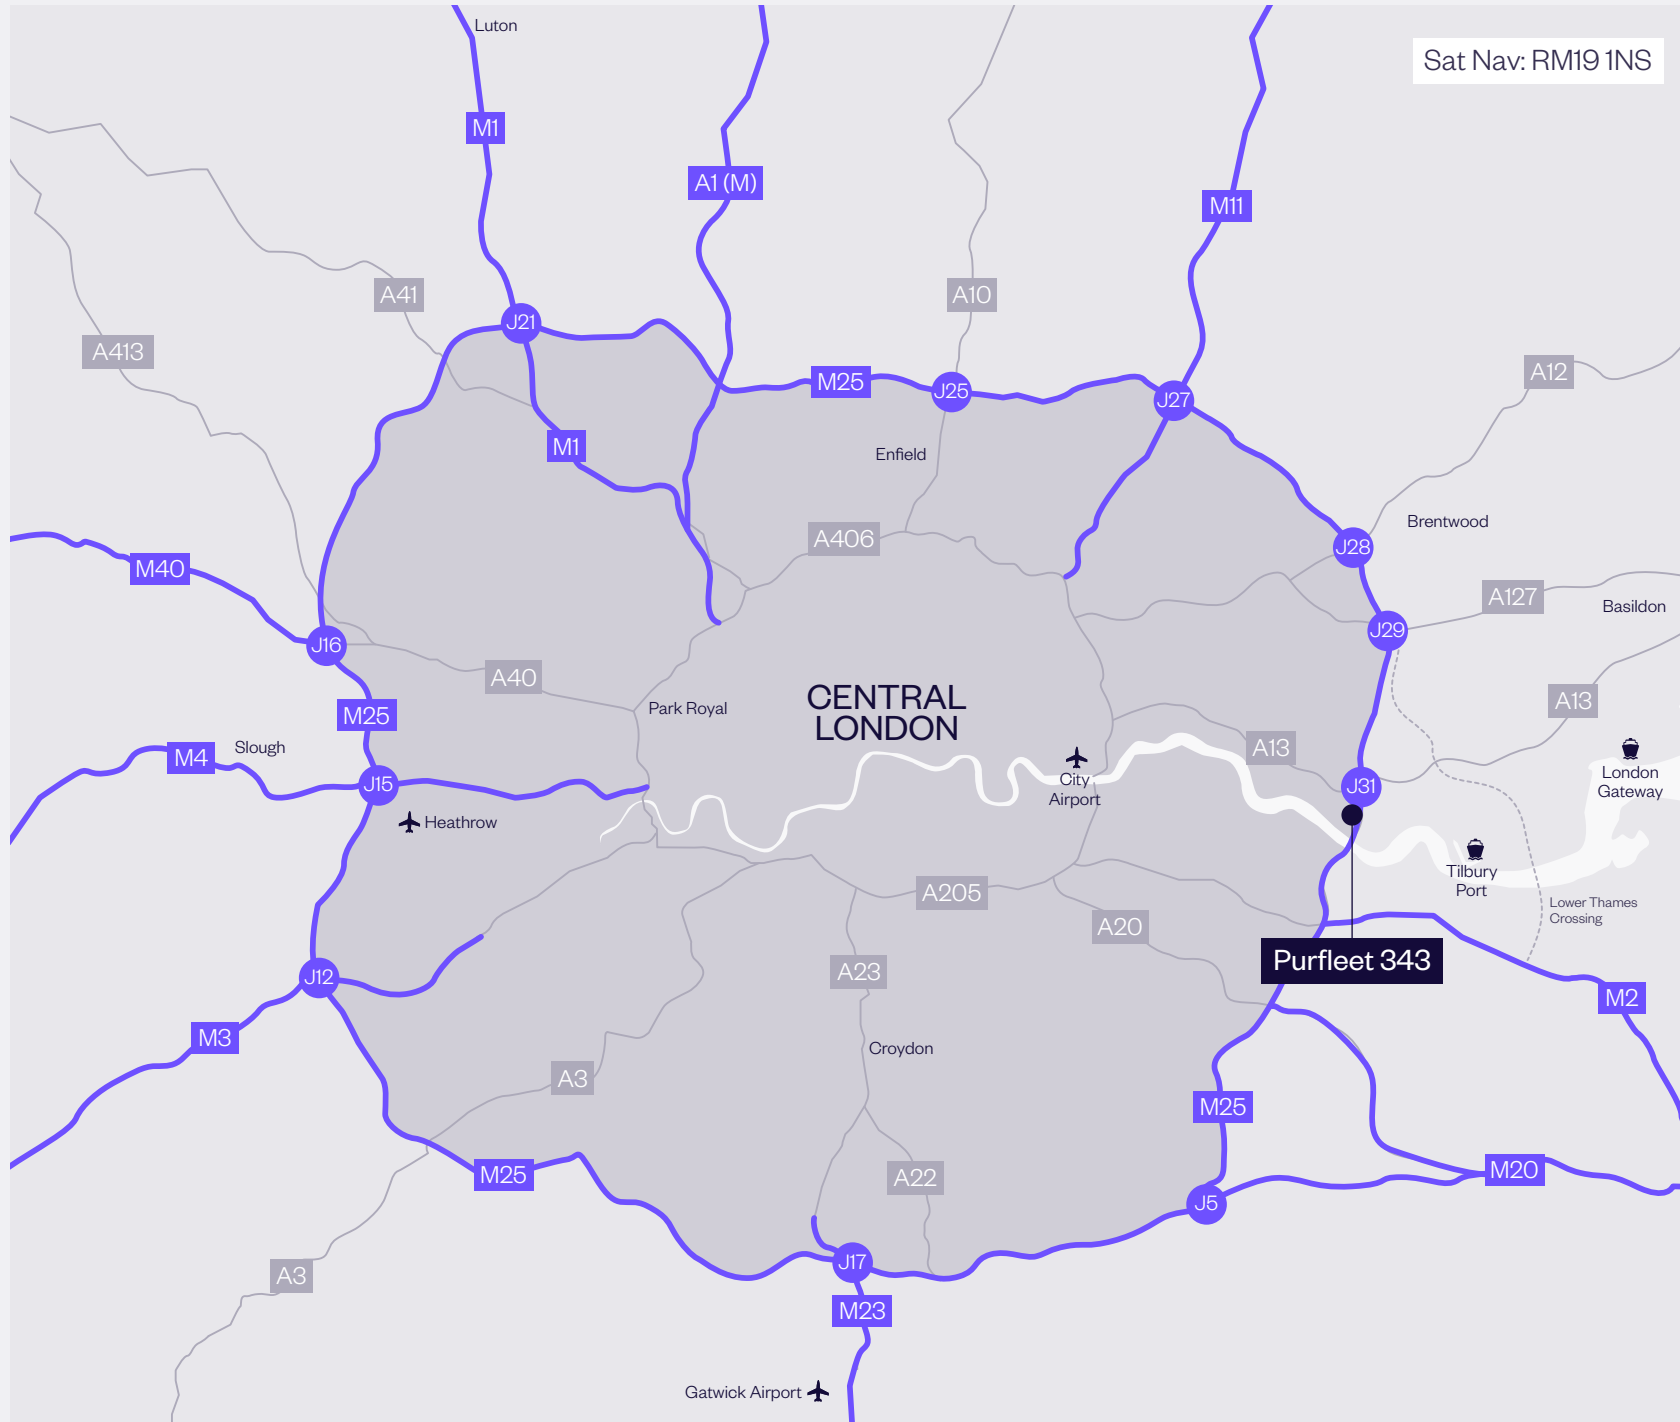 Luton
Sat Nav: RM19 1NS
M1
A1 (M)
M11
A41
A10
J21
A413
A12
M25
J25
J27
M1
Enfield
Brentwood
A406
J28
M40
A127
Basildon
J29
J16
A40
CENTRAL
LONDON
A13
Park Royal
M25
Slough
M4
A13
London
Gateway
City
Airport
J15
J31
Heathrow
Tilbury
Port
A205
Lower Thames
Crossing
A20
Purfleet 343
A23
J12
M2
M3
Croydon
A3
M25
M25
A22
M20
J5
J17
A3
M23
Gatwick Airport